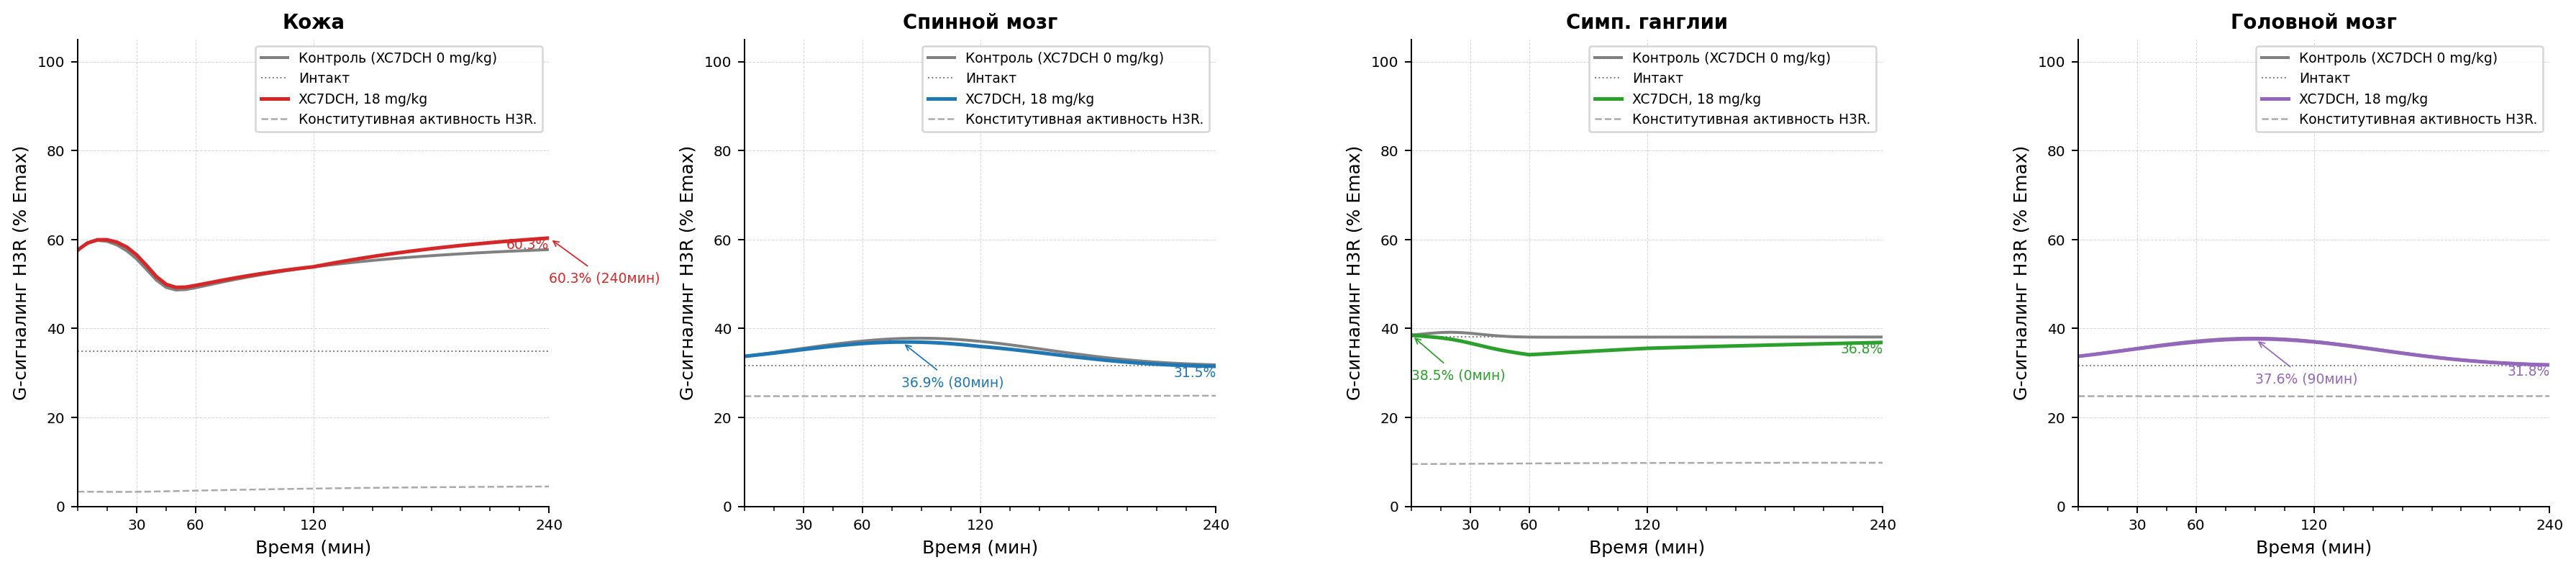 Кожа
G-сигналинг H3R (% Emax)
100
80
60
40
20
0
Контроль (XC7DCH 0 mg/kg)
Интакт
XC7DCH, 18 mg/kg
Конститутивная активность H3R.
60.3%
60.3% (240мин)
30 60 120 240
Время (мин)
Спинной мозг
G-сигналинг H3R (% Emax)
100
80
60
40
20
0
Контроль (XC7DCH 0 mg/kg)
Интакт
XC7DCH, 18 mg/kg
Конститутивная активность H3R.
31.5%
36.9% (80мин)
30 60 120 240
Время (мин)
Симп. ганглии
G-сигналинг H3R (% Emax)
100
80
60
40
20
0
Контроль (XC7DCH 0 mg/kg)
Интакт
XC7DCH, 18 mg/kg
Конститутивная активность H3R.
36.8%
38.5% (0мин)
30 60 120 240
Время (мин)
Головной мозг
G-сигналинг H3R (% Emax)
100
80
60
40
20
0
Контроль (XC7DCH 0 mg/kg)
Интакт
XC7DCH, 18 mg/kg
Конститутивная активность H3R.
31.8%
37.6% (90мин)
30 60 120 240
Время (мин)